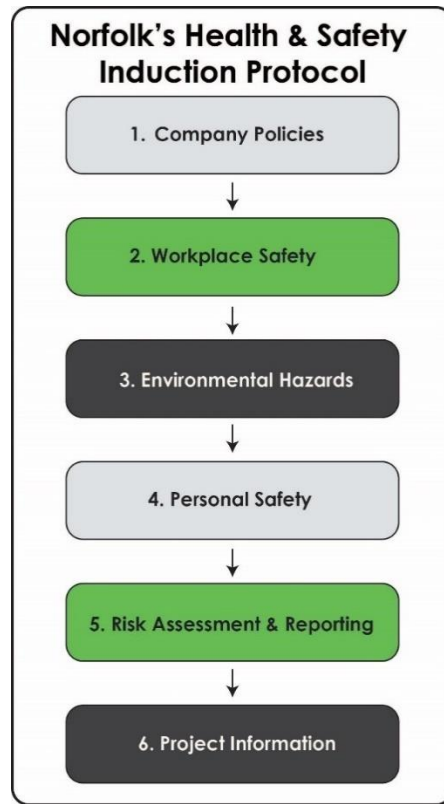 Norfolk's Health & Safety
Induction Protocol
1. Company Policies
2. Workplace Safety
3. Environmental Hazards
4. Personal Safety
5. Risk Assessment & Reporting
6. Project Information